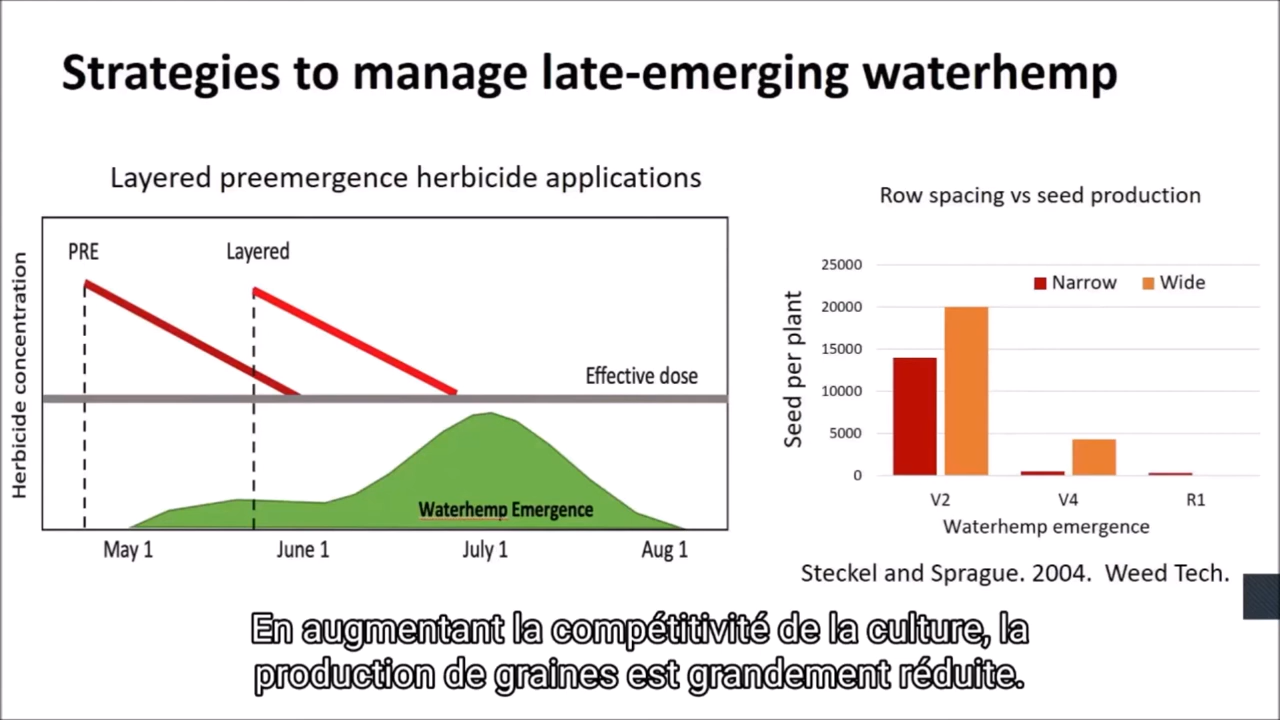 Strategies to manage late-emerging waterhemp
Layered preemergence herbicide applications
Herbicide concentration
PRE
Layered
Effective dose
Waterhemp Emergence
May 1
June 1
July 1
Aug 1
Row spacing vs seed production
Seed per plant
25000
20000
15000
10000
5000
0
Narrow
Wide
V2
V4
R1
Waterhemp emergence
Steckel and Sprague. 2004. Weed Tech.
En augmentant la compétitivité de la culture, la
production de graines est grandement réduite.